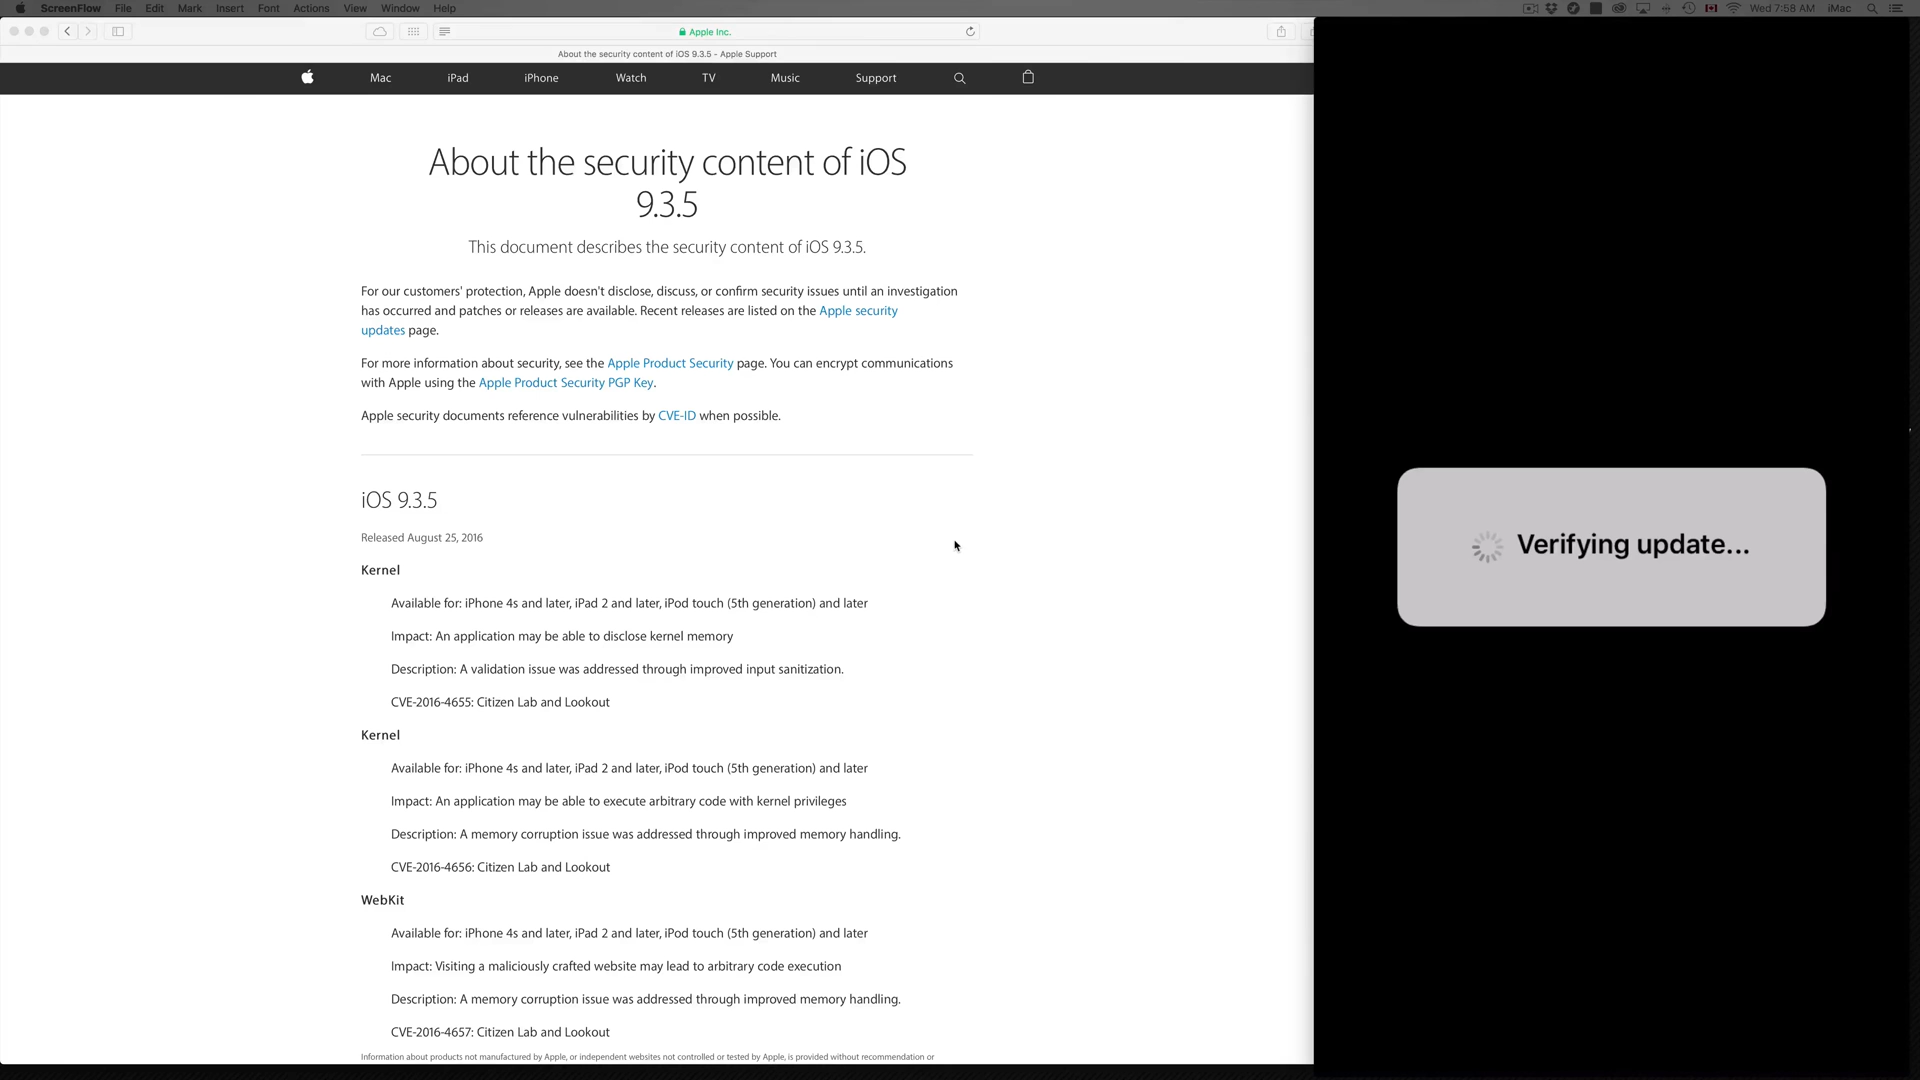 ScreenFlow File Edit Mark Insert Font Actions View Window Help Wed 7:58 AM iMac
Apple Inc.
About the security content of iOS 9.3.5 - Apple Support
Mac iPad iPhone Watch TV Music Support
About the security content of iOS
9.3.5
This document describes the security content of iOS 9.3.5.
For our customers' protection, Apple doesn't disclose, discuss, or confirm security issues until an investigation
has occurred and patches or releases are available. Recent releases are listed on the Apple security
updates page.
For more information about security, see the Apple Product Security page. You can encrypt communications
with Apple using the Apple Product Security PGP Key.
Apple security documents reference vulnerabilities by CVE-ID when possible.
iOS 9.3.5
Released August 25, 2016
Kernel
Available for: iPhone 4s and later, iPad 2 and later, iPod touch (5th generation) and later
Impact: An application may be able to disclose kernel memory
Description: A validation issue was addressed through improved input sanitization.
CVE-2016-4655: Citizen Lab and Lookout
Kernel
Available for: iPhone 4s and later, iPad 2 and later, iPod touch (5th generation) and later
Impact: An application may be able to execute arbitrary code with kernel privileges
Description: A memory corruption issue was addressed through improved memory handling.
CVE-2016-4656: Citizen Lab and Lookout
WebKit
Available for: iPhone 4s and later, iPad 2 and later, iPod touch (5th generation) and later
Impact: Visiting a maliciously crafted website may lead to arbitrary code execution
Description: A memory corruption issue was addressed through improved memory handling.
CVE-2016-4657: Citizen Lab and Lookout
Information about products not manufactured by Apple, or independent websites not controlled or tested by Apple, is provided without recommendation or
Verifying update...